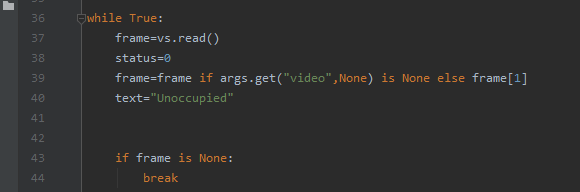 36 while True:
37 frame=vs.read()
38 status=0
39 frame=frame if args.get("video",None) is None else frame[1]
40 text="Unoccupied"
41
42
43 if frame is None:
44 break